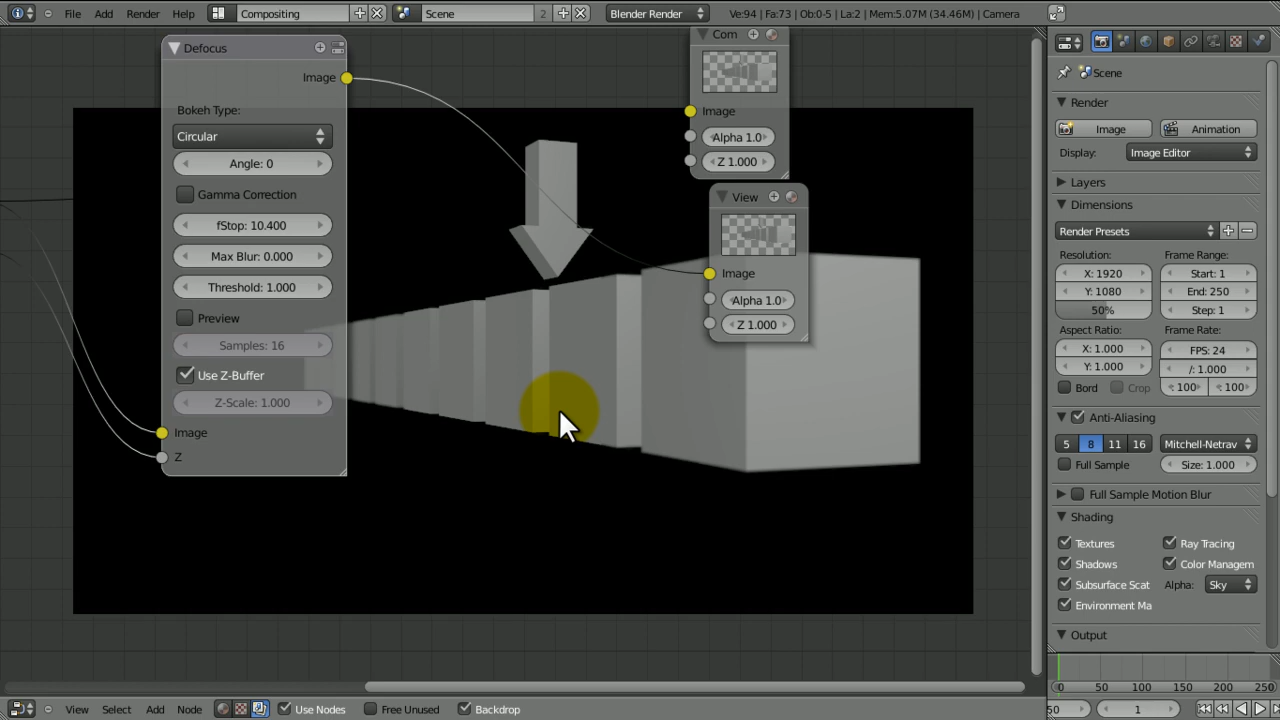 File Add Render Help Compositing Scene 2 Blender Render Ve:94 | Fa:73 | Ob:0-5 | La:2 | Mem:5.07M (34.46M) | Camera
Defocus
Image
Bokeh Type:
Circular
Angle: 0
Gamma Correction
fStop: 10.400
Max Blur: 0.000
Threshold: 1.000
Preview
Samples: 16
Use Z-Buffer
Z-Scale: 1.000
Image
Z
Com
Image
Alpha 1.0
Z 1.000
View
Image
Alpha 1.0
Z 1.000
Scene
Render
Image Animation
Display: Image Editor
Layers
Dimensions
Render Presets
Resolution: Frame Range:
X: 1920 Start: 1
Y: 1080 End: 250
50% Step: 1
Aspect Ratio: Frame Rate:
X: 1.000 FPS: 24
Y: 1.000 /: 1.000
Bord Crop : 100 : 100
Anti-Aliasing
5 8 11 16 Mitchell-Netrav
Full Sample Size: 1.000
Full Sample Motion Blur
Shading
Textures Ray Tracing
Shadows Color Managem
Subsurface Scat Alpha: Sky
Environment Ma
Output
0 50 100 150 200 250
50 1
View Select Add Node Use Nodes Free Unused Backdrop